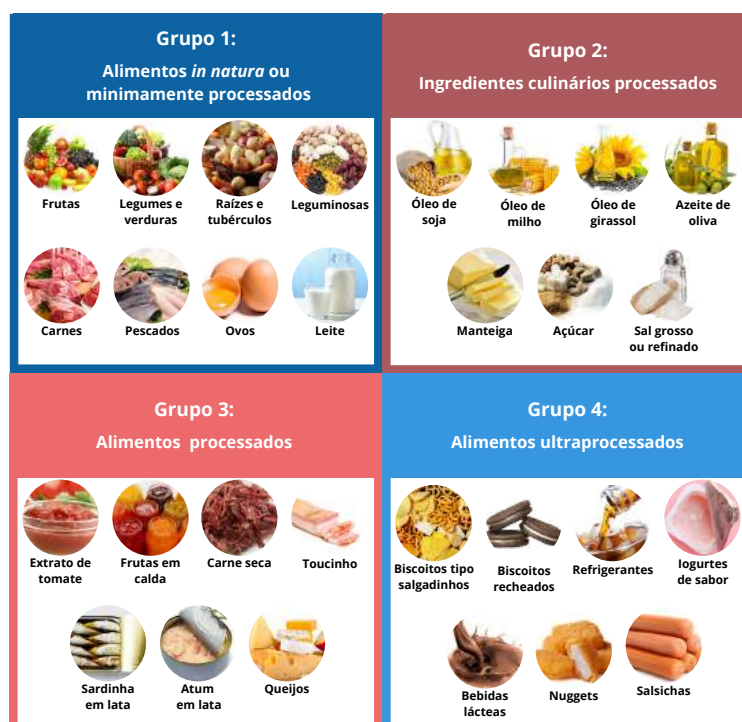 Grupo 1:
Alimentos in natura ou
minimamente processados
Frutas
Legumes e
verduras
Raízes e
tubérculos
Leguminosas
Carnes
Pescados
Ovos
Leite
Grupo 2:
Ingredientes culinários processados
Óleo de
soja
Óleo de
milho
Óleo de
girassol
Azeite de
oliva
Manteiga
Açúcar
Sal grosso
ou refinado
Grupo 3:
Alimentos processados
Extrato de
tomate
Frutas em
calda
Carne seca
Toucinho
Sardinha
em lata
Atum
em lata
Queijos
Grupo 4:
Alimentos ultraprocessados
Biscoitos tipo
salgadinhos
Biscoitos
recheados
Refrigerantes
Iogurtes
de sabor
Bebidas
lácteas
Nuggets
Salsichas